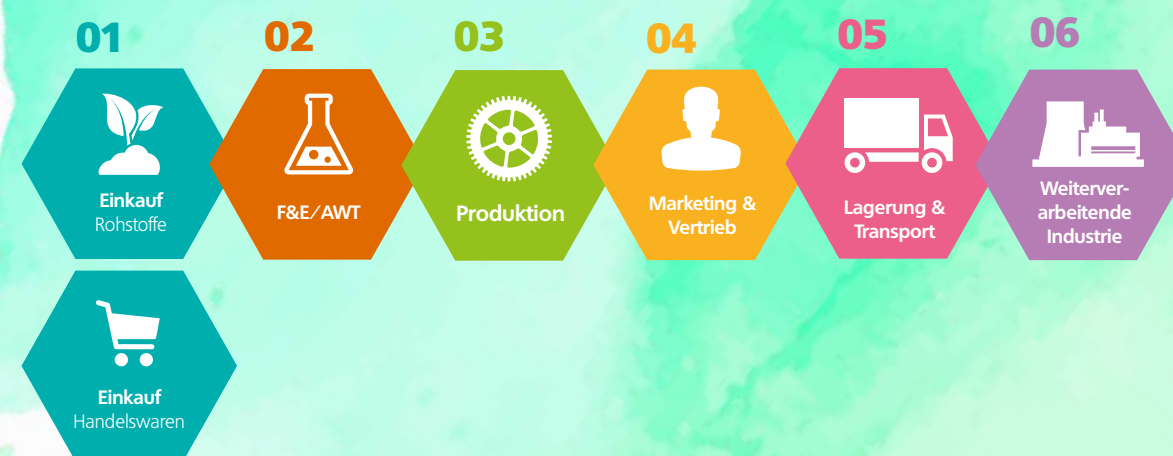 01
Einkauf
Rohstoffe
02
F&E/AWT
03
Produktion
04
Marketing &
Vertrieb
05
Lagerung &
Transport
06
Weiterver-
arbeitende
Industrie
Einkauf
Handelswaren